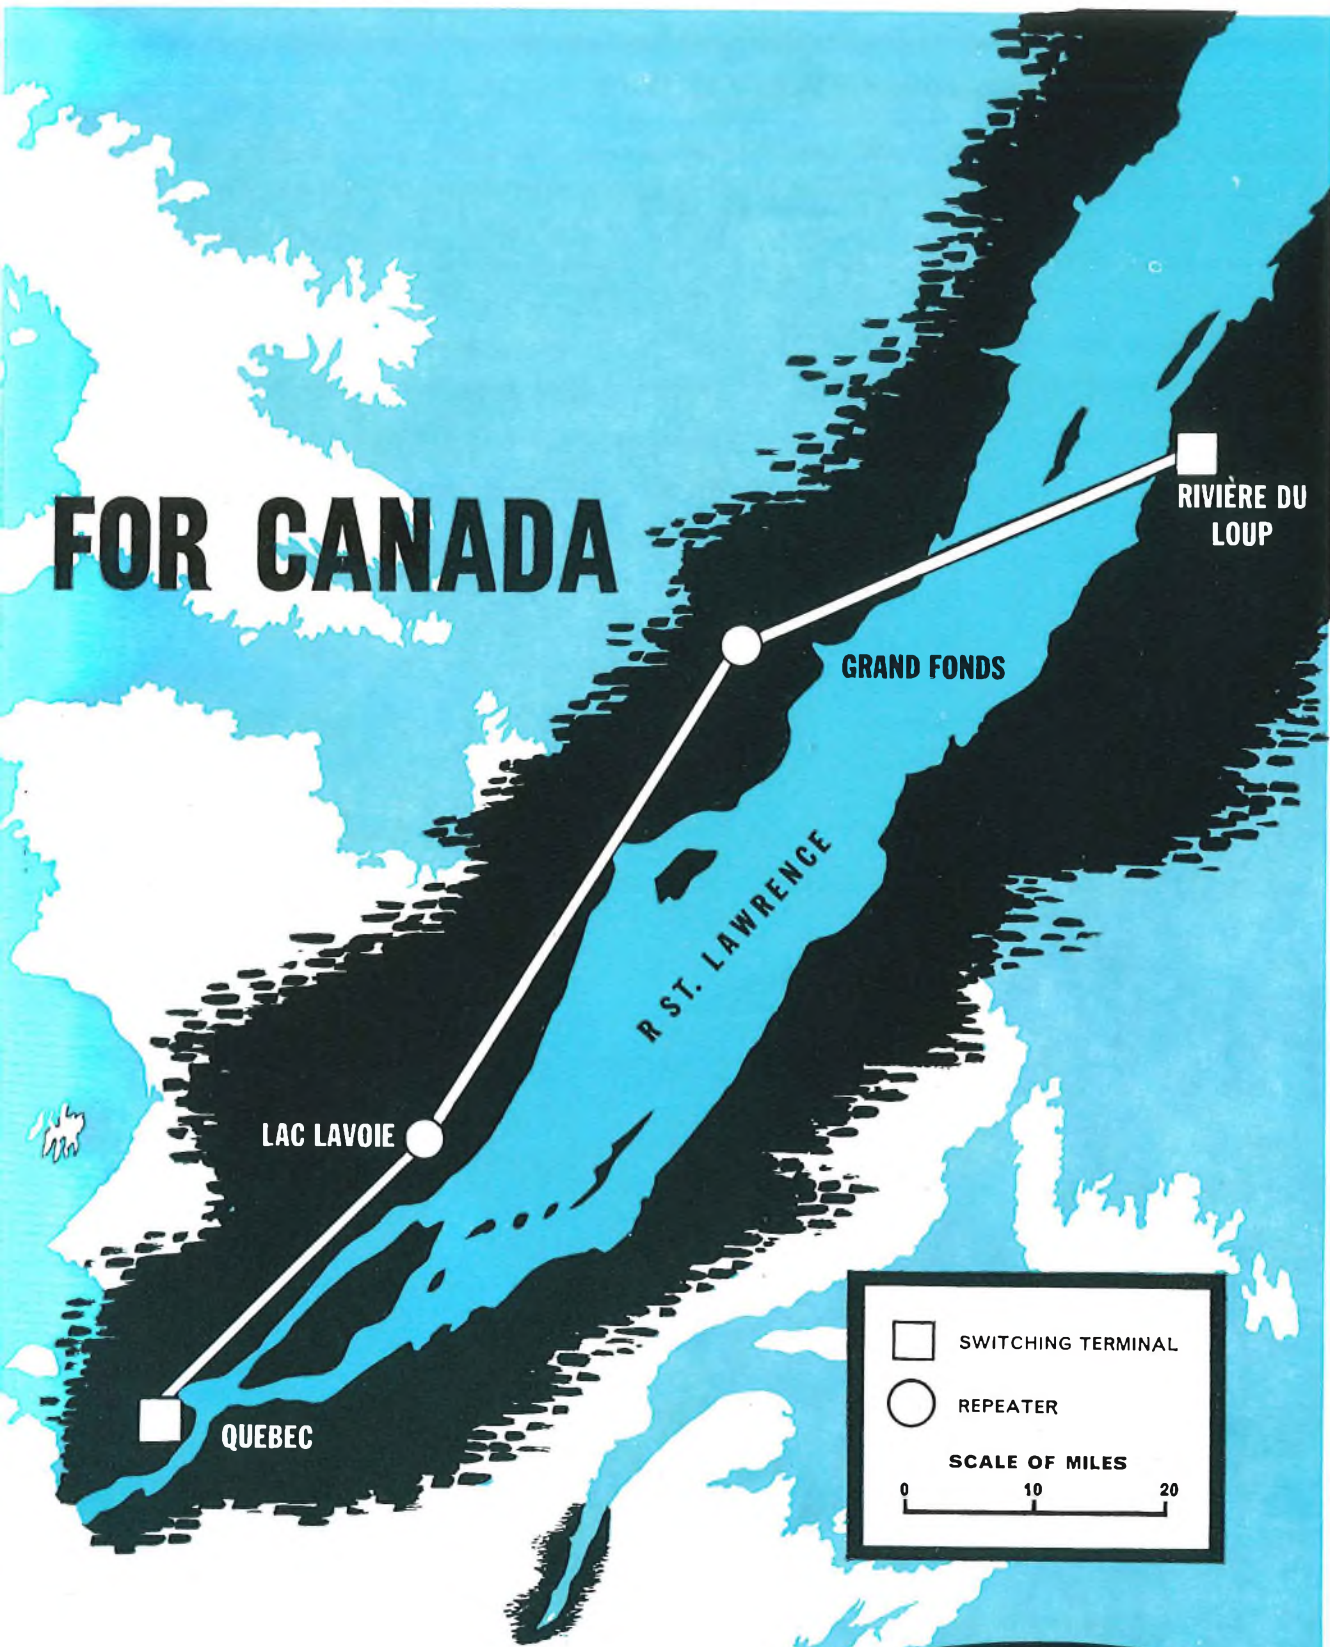 FOR CANADA
RIVIÈRE DU
LOUP
GRAND FONDS
R ST. LAWRENCE
LAC LAVOIE
QUEBEC
SWITCHING TERMINAL
REPEATER
SCALE OF MILES
0 10 20